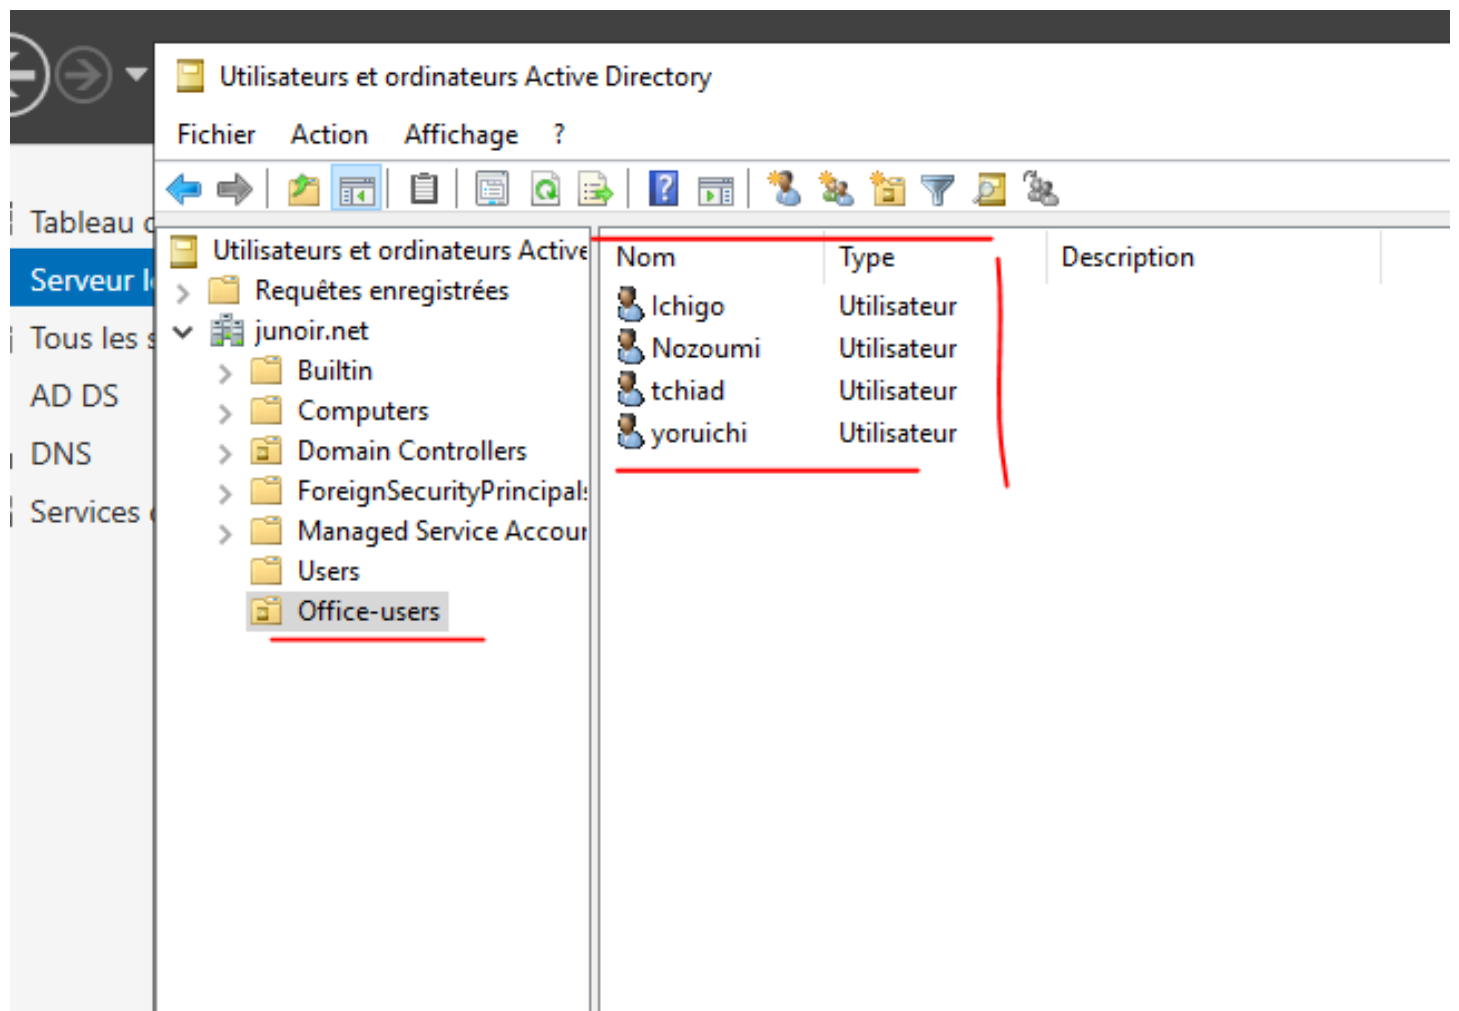 Utilisateurs et ordinateurs Active Directory
Fichier Action Affichage ?
Tableau
Serveur
Tous les
AD DS
DNS
Services
Utilisateurs et ordinateurs Active
Requêtes enregistrées
junoir.net
Builtin
Computers
Domain Controllers
ForeignSecurityPrincipals
Managed Service Accour
Users
Office-users
Nom Type Description
Ichigo Utilisateur
Nozoumi Utilisateur
tchiad Utilisateur
yoruichi Utilisateur